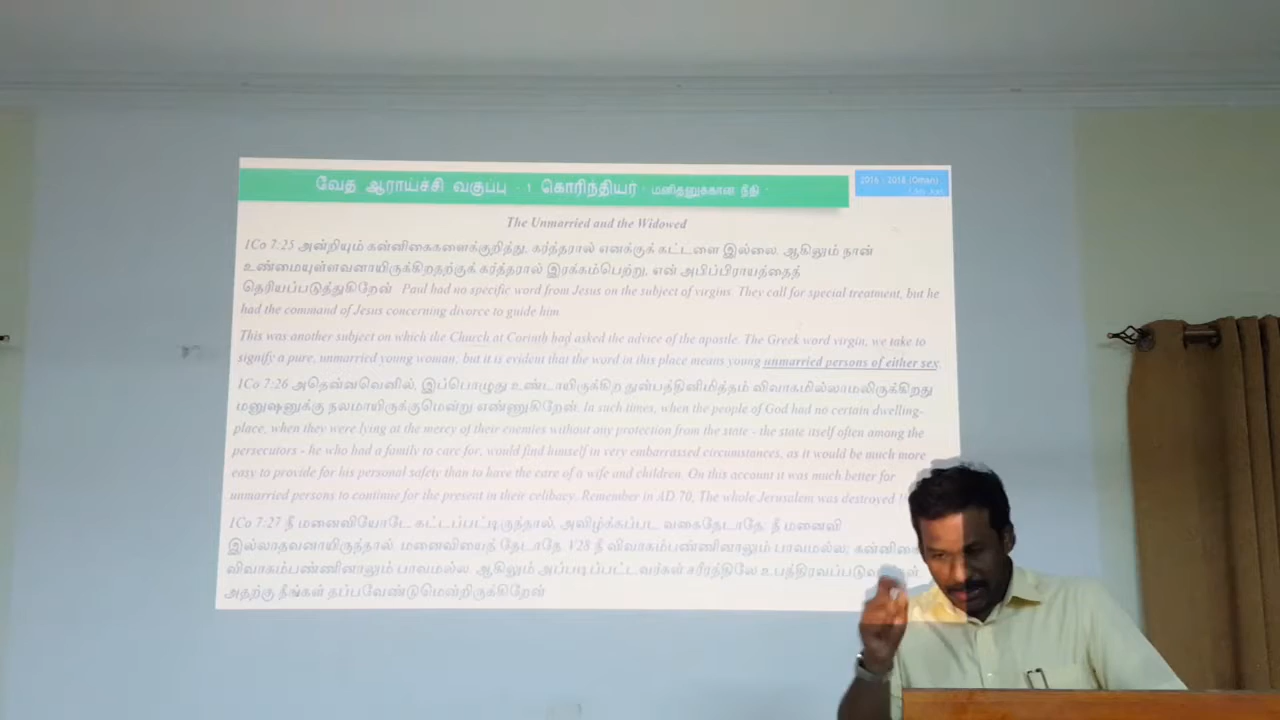 வேத ஆராய்ச்சி வகுப்பு - 1 கொரிந்தியர் - மனிதனுக்கான நீதி -
2016 - 2018 (Oman)
The Unmarried and the Widowed
1Co 7:25 அன்றியும் கன்னிகைகளைக்குறித்து, கர்த்தரால் எனக்குக் கட்டளை இல்லை. ஆகிலும் நான்
உண்மையுள்ளவனாயிருக்கிறதற்குக் கர்த்தரால் இரக்கம்பெற்று, என் அபிப்பிராயத்தைத்
தெரியப்படுத்துகிறேன் Paul had no specific word from Jesus on the subject of virgins. They call for special treatment, but he
had the command of Jesus concerning divorce to guide him.
This was another subject on which the Church at Corinth had asked the advice of the apostle. The Greek word virgin, we take to
signify a pure, unmarried young woman, but it is evident that the word in this place means young unmarried persons of either sex.
1Co 7:26 அதென்னவெனில், இப்பொழுது உண்டாயிருக்கிற துன்பத்தினிமித்தம் விவாகமில்லாமலிருக்கிறது
மனுஷனுக்கு நலமாயிருக்குமென்று எண்ணுகிறேன். In such times, when the people of God had no certain dwelling-
place, when they were lying at the mercy of their enemies without any protection from the state - the state itself often among the
persecutors - he who had a family to care for, would find himself in very embarrassed circumstances, as it would be much more
easy to provide for his personal safety than to have the care of a wife and children. On this account it was much better for
unmarried persons to continue for the present in their celibacy. Remember in AD 70, The whole Jerusalem was destroyed !
1Co 7:27 நீ மனைவியோடே கட்டப்பட்டிருந்தால், அவிழ்க்கப்பட வகைதேடாதே; நீ மனைவி
இல்லாதவனாயிருந்தால், மனைவியைத் தேடாதே. V28 நீ விவாகம்பண்ணினாலும் பாவமல்ல; கன்னிகை
விவாகம்பண்ணினாலும் பாவமல்ல. ஆகிலும் அப்படிப்பட்டவர்கள் சரீரத்திலே
அதற்கு நீங்கள் தப்பவேண்டுமென்றிருக்கிறேன்